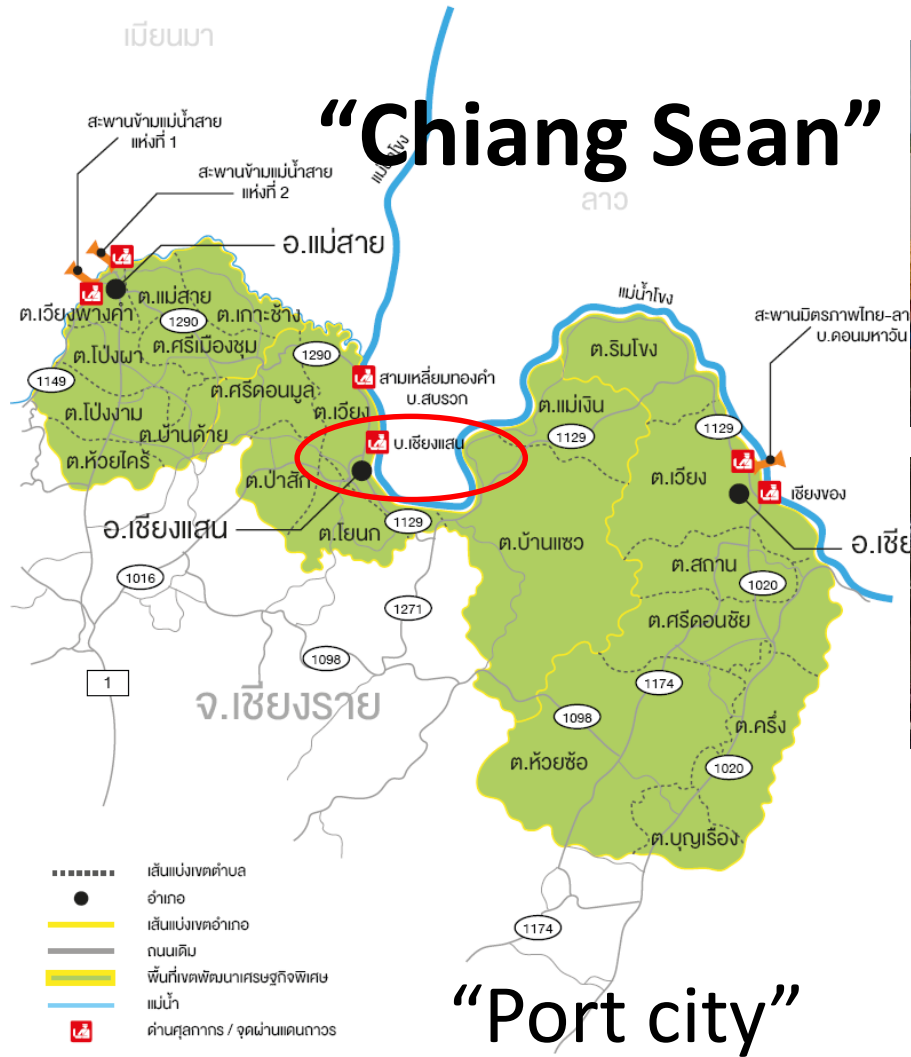 เมียนมา
“Chiang Sean”
สะพานข้ามแม่น้ำสาย
แห่งที่ 1
สะพานข้ามแม่น้ำสาย
แห่งที่ 2
แม่น้ำโขง
ลาว
อ.แม่สาย
ต.แม่สาย
ต.เวียงพางคำ
ต.เกาะช้าง
1290
แม่น้ำโขง
สะพานมิตรภาพไทย-ลา
บ.ดอนมหาวัน
ต.โป่งผา
ต.ศรีเมืองชุม
1290
ต.ริมโขง
1149
ต.ศรีดอนมูล
สามเหลี่ยมทองคำ
บ.สบรวก
ต.โป่งงาม
ต.เวียง
ต.แม่เงิน
1129
ต.บ้านด้าย
บ.เชียงแสน
1129
ต.ห้วยไคร้
ต.ป่าสัก
ต.เวียง
เชียงของ
อ.เชียงแสน
ต.โยนก
1129
ต.บ้านแซว
อ.เชีย
ต.สถาน
1016
1020
1271
ต.ศรีดอนชัย
1098
1
1174
จ.เชียงราย
1098
ต.ครึ่ง
ต.ห้วยซ้อ
1020
ต.บุญเรือง
เส้นแบ่งเขตตำบล
อำเภอ
เส้นแบ่งเขตอำเภอ
1174
ถนนเดิม
พื้นที่เขตพัฒนาเศรษฐกิจพิเศษ
แม่น้ำ
“Port city”
ด่านศุลกากร / จุดผ่านแดนถาวร